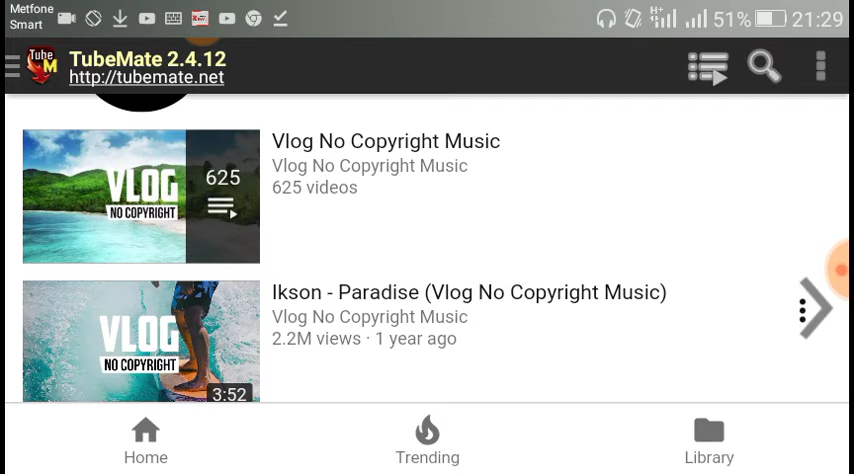 Metfone
Smart
H+
51%
21:29
Tube
M
TubeMate 2.4.12
http://tubemate.net
VLOG
NO COPYRIGHT
625
Vlog No Copyright Music
Vlog No Copyright Music
625 videos
VLOG
NO COPYRIGHT
3:52
Ikson - Paradise (Vlog No Copyright Music)
Vlog No Copyright Music
2.2M views · 1 year ago
Home
Trending
Library